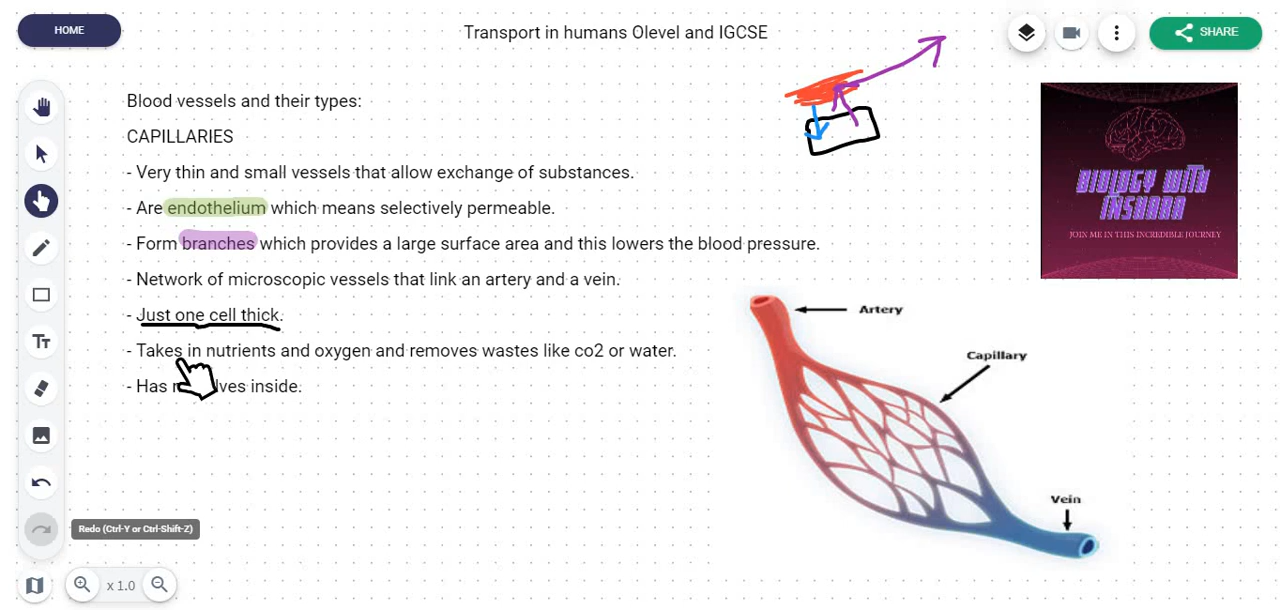 HOME
Transport in humans Olevel and IGCSE
SHARE
Blood vessels and their types:
CAPILLARIES
- Very thin and small vessels that allow exchange of substances.
- Are endothelium which means selectively permeable.
- Form branches which provides a large surface area and this lowers the blood pressure.
- Network of microscopic vessels that link an artery and a vein.
- Just one cell thick.
- Takes in nutrients and oxygen and removes wastes like co2 or water.
- Has inside.
BIOLOGY WITH
INSHARA
JOIN ME IN THIS INCREDIBLE JOURNEY
Artery
Capillary
Vein
Tт
Redo (Ctrl-Y or Ctrl-Shift-Z)
x 1.0